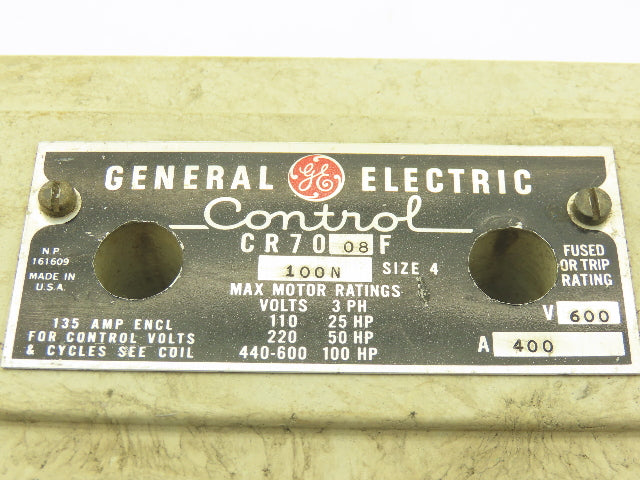 GENERAL GE ELECTRIC
Control
CR70 08 F
100N SIZE 4
N.P.
161609
MADE IN
U.S.A.
MAX MOTOR RATINGS
VOLTS 3 PH
110 25 HP
220 50 HP
440-600 100 HP
135 AMP ENCL
FOR CONTROL VOLTS
& CYCLES SEE COIL
FUSED
OR TRIP
RATING
V 600
A 400